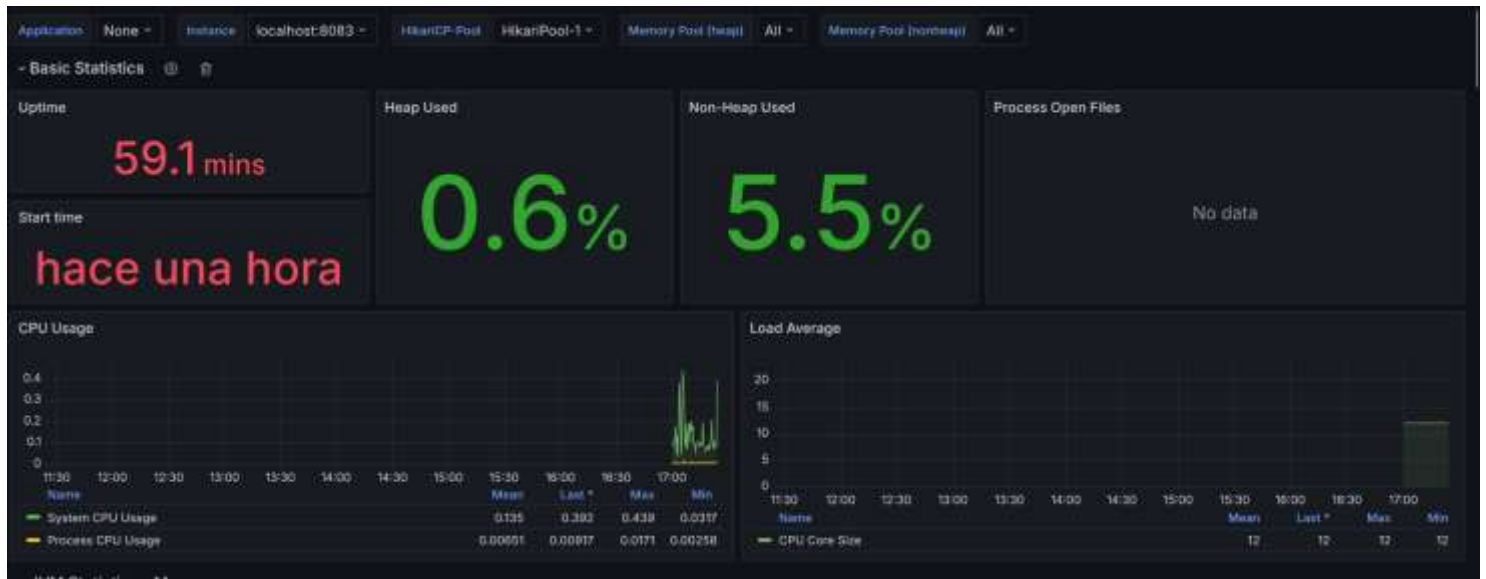 Application None Instance localhost:8083 HikariCP-Pool HikariPool-1 Memory Pool (heap) All Memory Pool (nonheap) All
Basic Statistics
Uptime
59.1 mins
Start time
hace una hora
Heap Used
0.6%
Non-Heap Used
5.5%
Process Open Files
No data
CPU Usage
0.4
0.3
0.2
0.1
0
11:30 12:00 12:30 13:00 13:30 14:00 14:30 15:00 15:30 16:00 16:30 17:00
Name Mean Last * Max Min
System CPU Usage 0.135 0.392 0.439 0.0317
Process CPU Usage 0.00651 0.00917 0.0171 0.00258
Load Average
20
15
10
5
0
11:30 12:00 12:30 13:00 13:30 14:00 14:30 15:00 15:30 16:00 16:30 17:00
Name Mean Last * Max Min
CPU Core Size 12 12 12 12